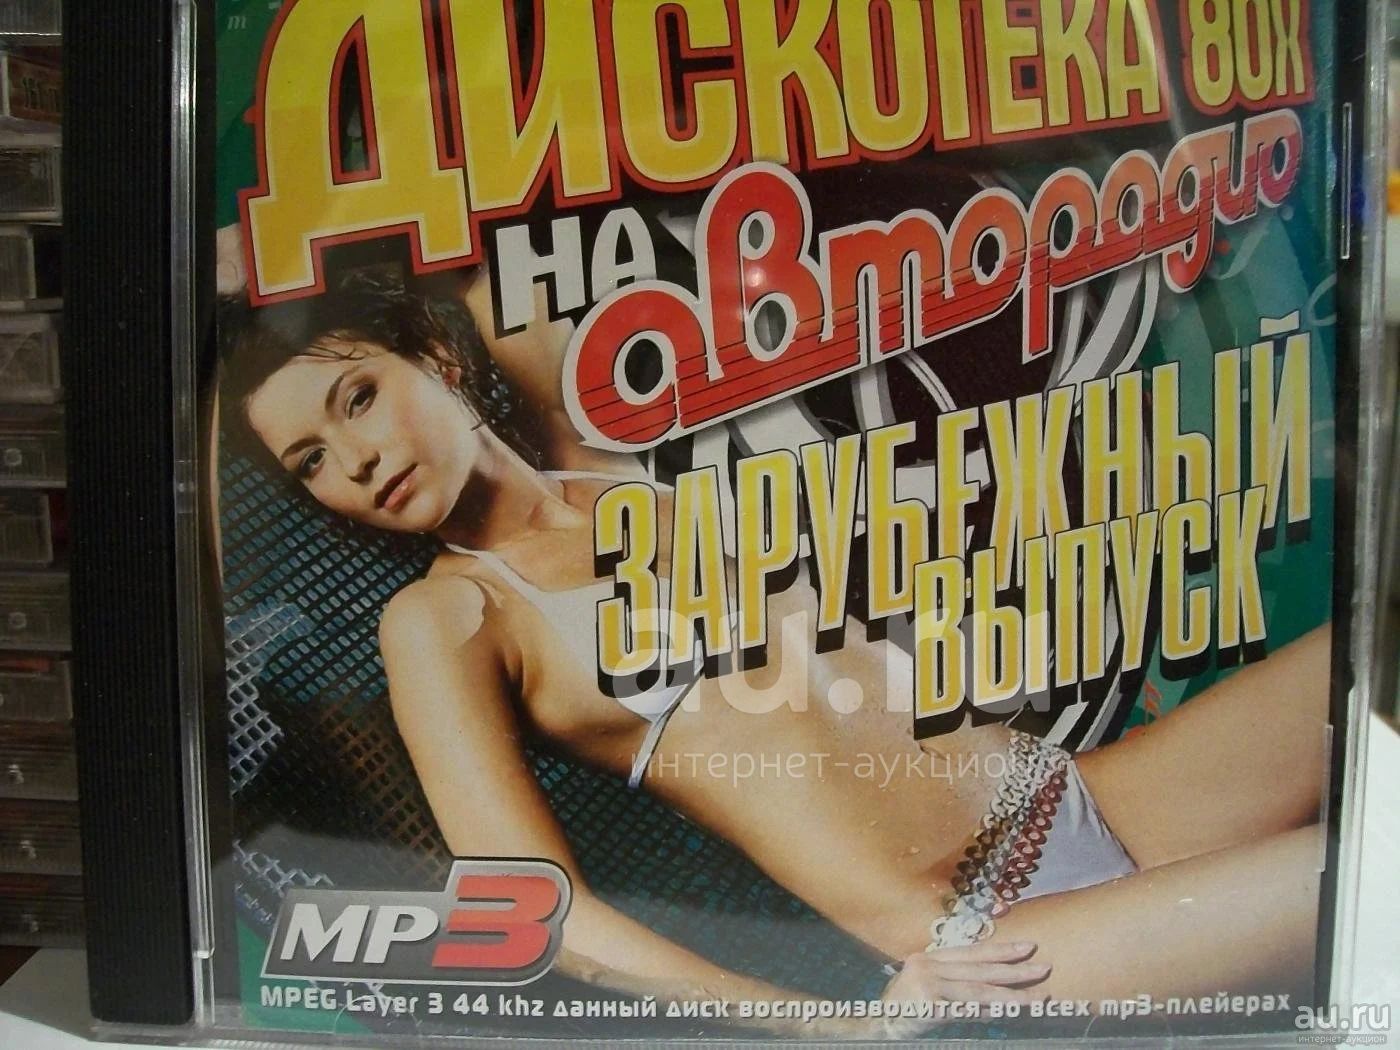 ДИСКОТЕКА 80Х
НА
авторадио
ЗАРУБЕЖНЫЙ
ВЫПУСК
au.ru
интернет-аукцион
MP3
MPEG Layer 3 44 khz данный диск воспроизводится во всех mp3-плейерах
au.ru
интернет-аукцион